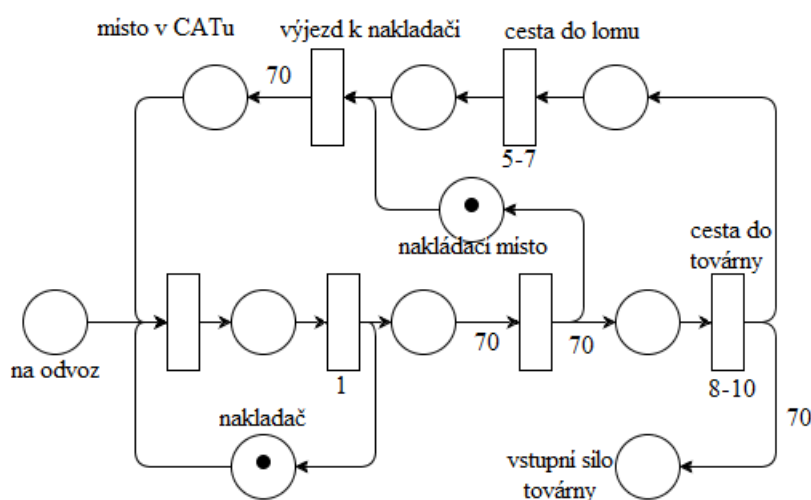 místo v CATu
výjezd k nakladači
cesta do lomu
70
5-7
nakládací místo
cesta do
továrny
na odvoz
1
70
70
8-10
nakladač
70
vstupní silo
továrny